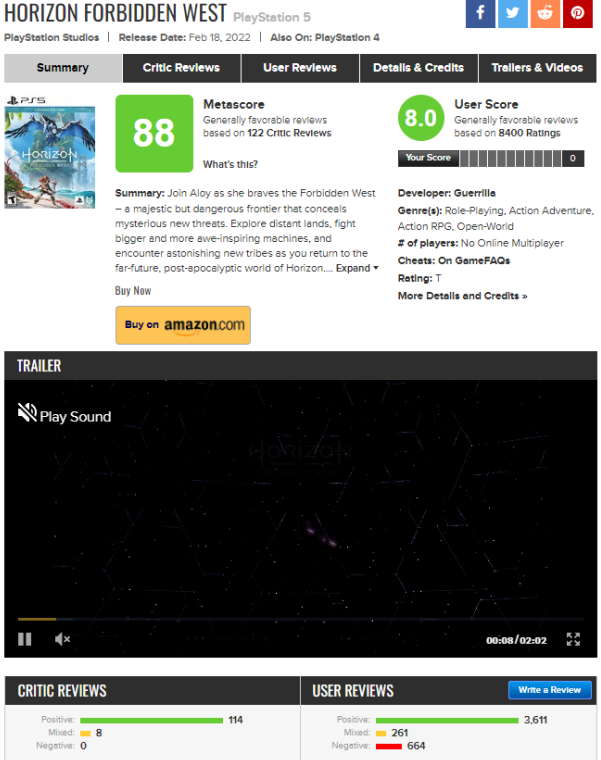 HORIZON FORBIDDEN WEST PlayStation 5
PlayStation Studios | Release Date: Feb 18, 2022 | Also On: PlayStation 4
Summary Critic Reviews User Reviews Details & Credits Trailers & Videos
PS5
HORIZON
88
Metascore
Generally favorable reviews
based on 122 Critic Reviews
What's this?
8.0
User Score
Generally favorable reviews
based on 8400 Ratings
Your Score 0
Summary: Join Aloy as she braves the Forbidden West
– a majestic but dangerous frontier that conceals
mysterious new threats. Explore distant lands, fight
bigger and more awe-inspiring machines, and
encounter astonishing new tribes as you return to the
far-future, post-apocalyptic world of Horizon.... Expand
Buy Now
Buy on amazon.com
Developer: Guerrilla
Genre(s): Role-Playing, Action Adventure,
Action RPG, Open-World
# of players: No Online Multiplayer
Cheats: On GameFAQs
Rating: T
More Details and Credits »
TRAILER
Play Sound
HORIZON
00:08/02:02
CRITIC REVIEWS
Positive: 114
Mixed: 8
Negative: 0
USER REVIEWS
Write a Review
Positive: 3,611
Mixed: 261
Negative: 664